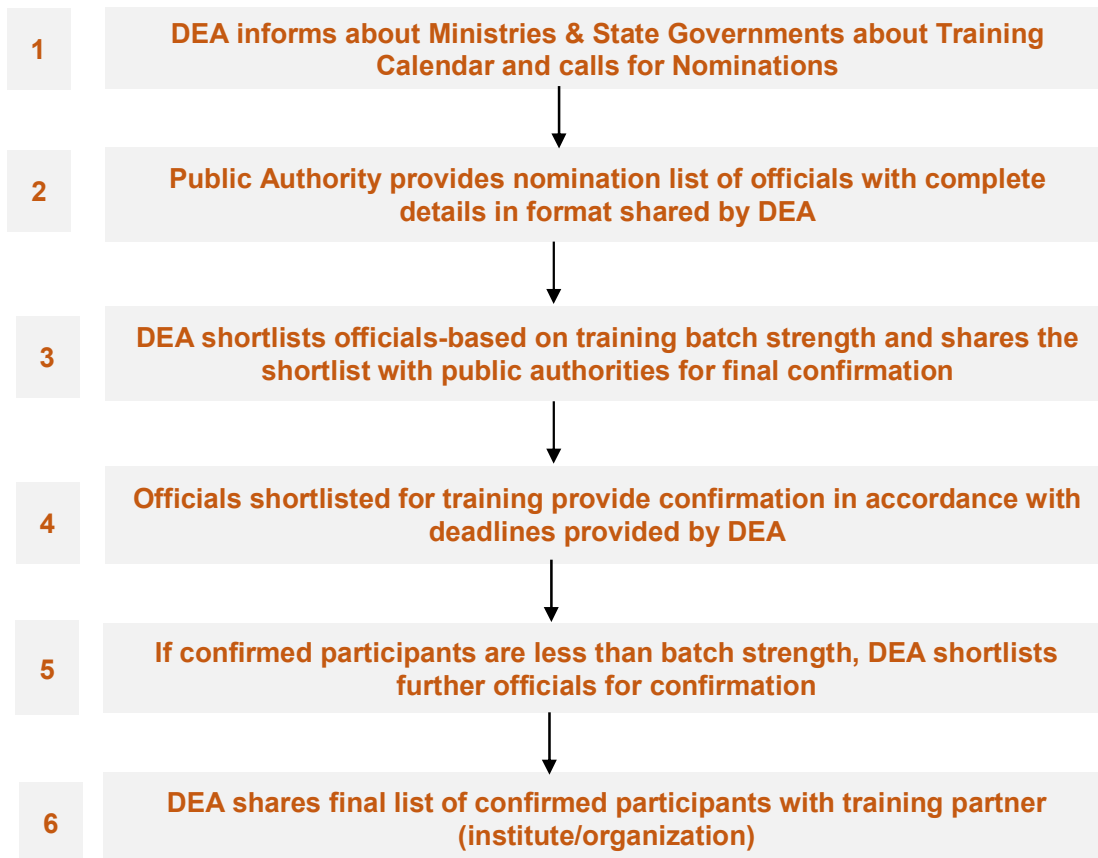 1
DEA informs about Ministries & State Governments about Training
Calendar and calls for Nominations
2
Public Authority provides nomination list of officials with complete
details in format shared by DEA
3
DEA shortlists officials-based on training batch strength and shares the
shortlist with public authorities for final confirmation
4
Officials shortlisted for training provide confirmation in accordance with
deadlines provided by DEA
5
If confirmed participants are less than batch strength, DEA shortlists
further officials for confirmation
6
DEA shares final list of confirmed participants with training partner
(institute/organization)